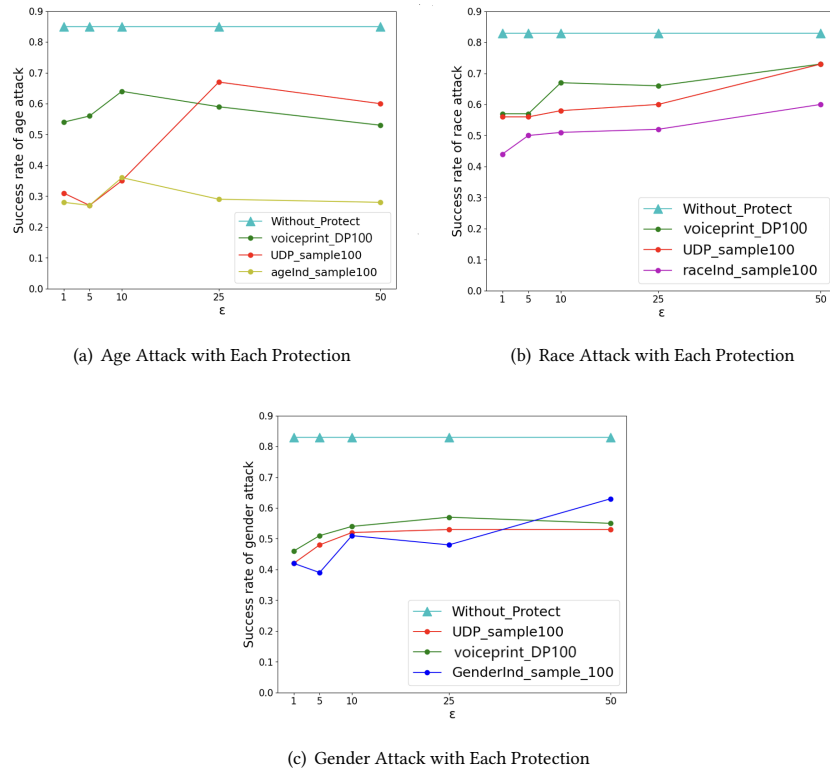 0.9
0.8
0.7
0.6
0.5
0.4
0.3
0.2
0.1
0.0
Success rate of age attack
Without_Protect
voiceprint_DP100
UDP_sample100
ageInd_sample100
1 5 10 25 50
ε
(a) Age Attack with Each Protection
0.9
0.8
0.7
0.6
0.5
0.4
0.3
0.2
0.1
0.0
Success rate of race attack
Without_Protect
voiceprint_DP100
UDP_sample100
raceInd_sample100
1 5 10 25 50
ε
(b) Race Attack with Each Protection
0.9
0.8
0.7
0.6
0.5
0.4
0.3
0.2
0.1
0.0
Success rate of gender attack
Without_Protect
UDP_sample100
voiceprint_DP100
GenderInd_sample_100
1 5 10 25 50
ε
(c) Gender Attack with Each Protection